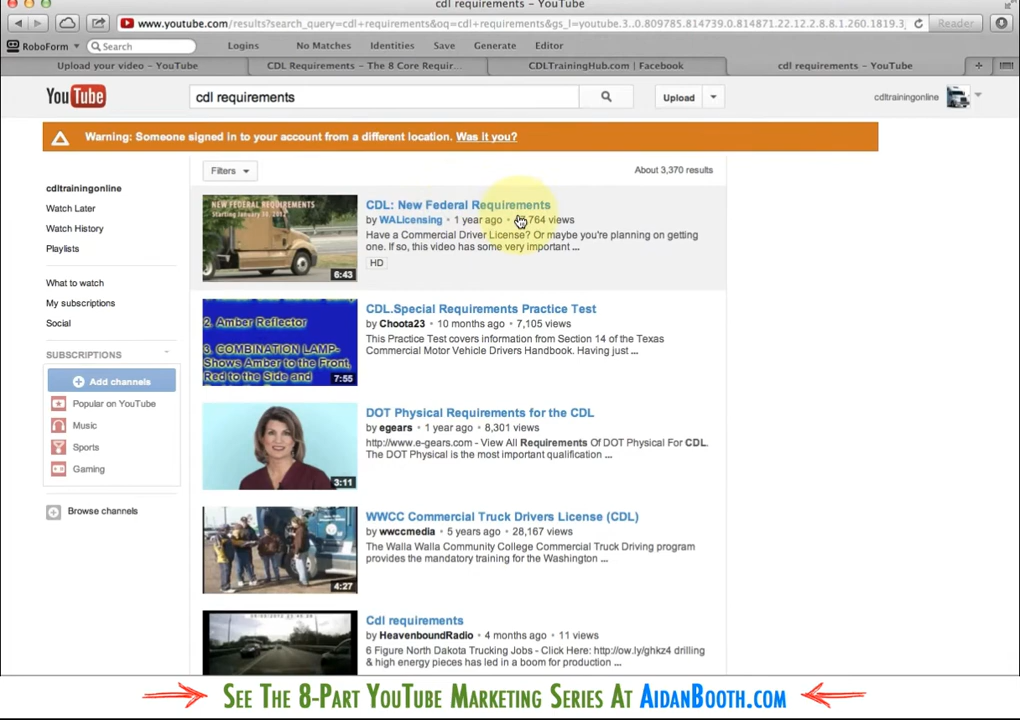 cdl requirements – YouTube
www.youtube.com/results?search_query=cdl+requirements&oq=cdl+requirements&gs_l=youtube.3..0.809785.814739.0.814871.22.12.2.8.8.1.260.1819.3
Reader
RoboForm
Search
Logins
No Matches
Identities
Save
Generate
Editor
Upload your video – YouTube
CDL Requirements – The 8 Core Requir...
CDLTrainingHub.com | Facebook
cdl requirements – YouTube
YouTube
cdl requirements
Upload
cdltrainingonline
Warning: Someone signed in to your account from a different location. Was it you?
cdltrainingonline
Watch Later
Watch History
Playlists
What to watch
My subscriptions
Social
SUBSCRIPTIONS
Add channels
Popular on YouTube
Music
Sports
Gaming
Browse channels
Filters
About 3,370 results
NEW FEDERAL REQUIREMENTS
Starting January 30, 2012
6:43
CDL: New Federal Requirements
by WALicensing • 1 year ago • 764 views
Have a Commercial Driver License? Or maybe you're planning on getting
one. If so, this video has some very important ...
HD
2. Amber Reflector
3. COMBINATION LAMP-
Shows Amber to the Front,
Red to the Side and
7:55
CDL.Special Requirements Practice Test
by Choota23 • 10 months ago • 7,105 views
This Practice Test covers information from Section 14 of the Texas
Commercial Motor Vehicle Drivers Handbook. Having just ...
3:11
DOT Physical Requirements for the CDL
by egears • 1 year ago • 8,301 views
http://www.e-gears.com - View All Requirements Of DOT Physical For CDL.
The DOT Physical is the most important qualification ...
4:27
WWCC Commercial Truck Drivers License (CDL)
by wwccmedia • 5 years ago • 28,167 views
The Walla Walla Community College Commercial Truck Driving program
provides the mandatory training for the Washington ...
Cdl requirements
by HeavenboundRadio • 4 months ago • 11 views
6 Figure North Dakota Trucking Jobs - Click Here: http://ow.ly/ghkz4 drilling
& high energy pieces has led in a boom for production ...
SEE THE 8-PART YOUTUBE MARKETING SERIES AT AIDANBOOTH.COM